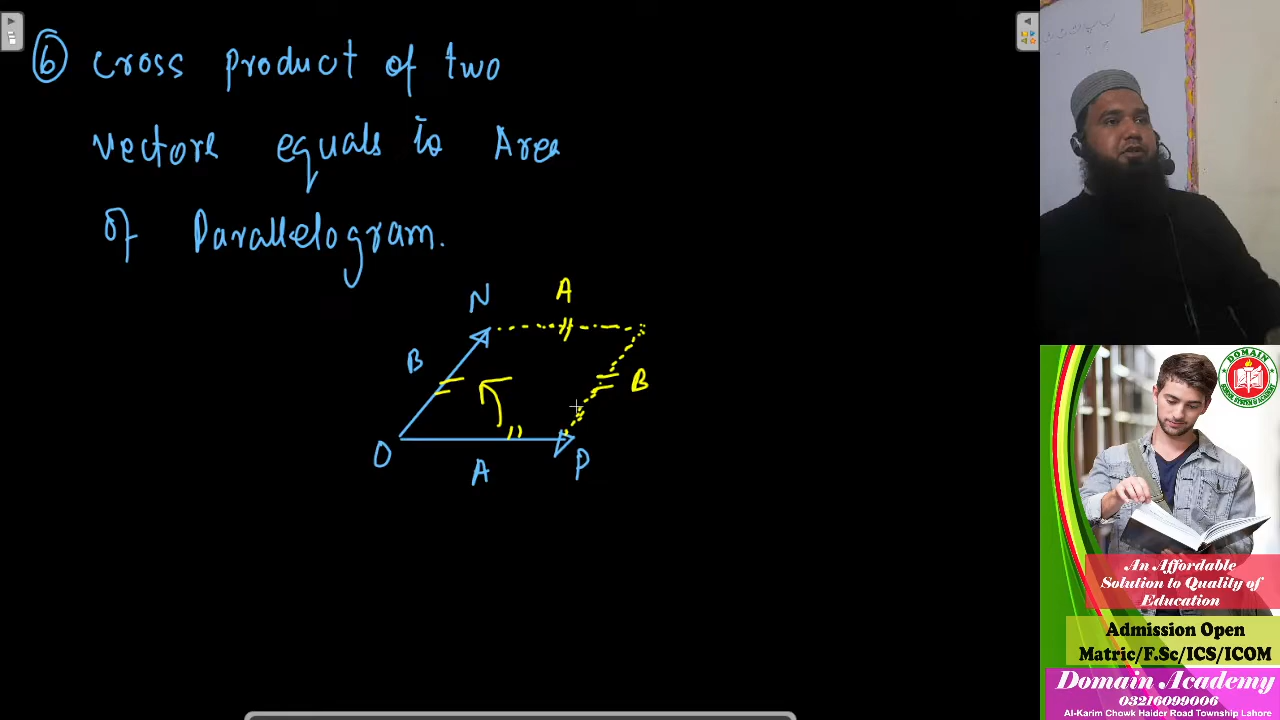 6 Cross product of two
vectors equals to Area
of Parallelogram.
N
A
B
B
O
A
P
DOMAIN
An Affordable
Solution to Quality of
Education
Admission Open
Matric/F.Sc/ICS/ICOM
Domain Academy
03216099006
Al-Karim Chowk Haider Road Township Lahore